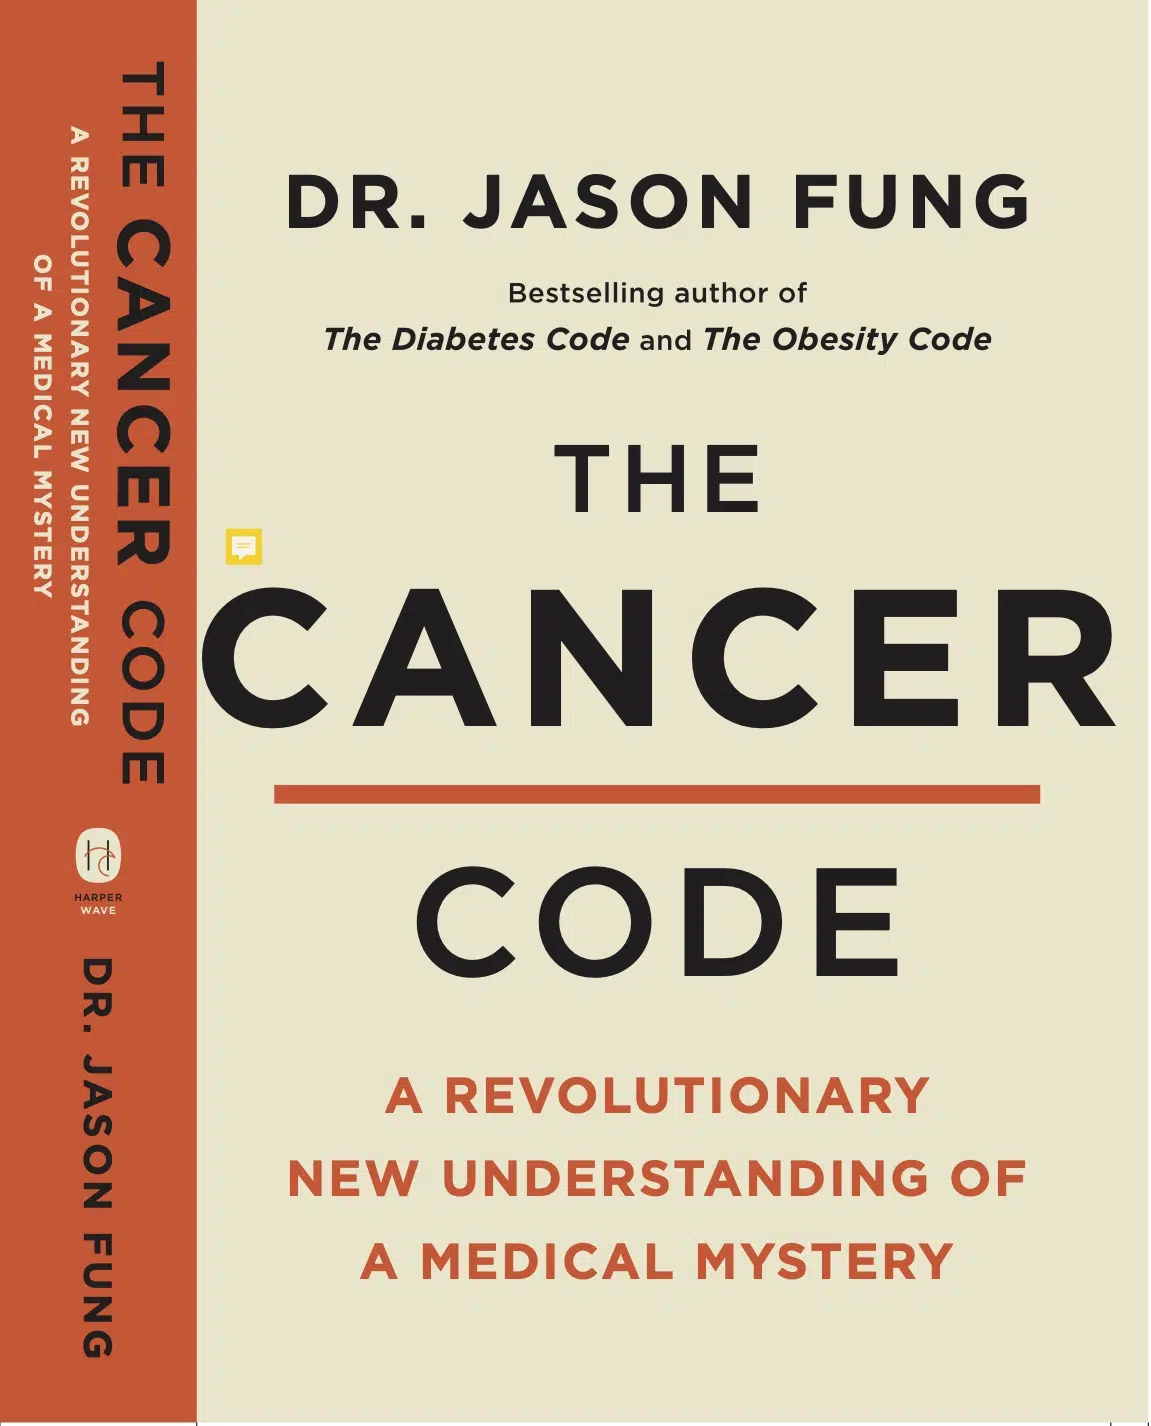 THE CANCER CODE
A REVOLUTIONARY NEW UNDERSTANDING
OF A MEDICAL MYSTERY
HARPER
WAVE
DR. JASON FUNG
DR. JASON FUNG
Bestselling author of
The Diabetes Code and The Obesity Code
THE
CANCER
CODE
A REVOLUTIONARY
NEW UNDERSTANDING OF
A MEDICAL MYSTERY